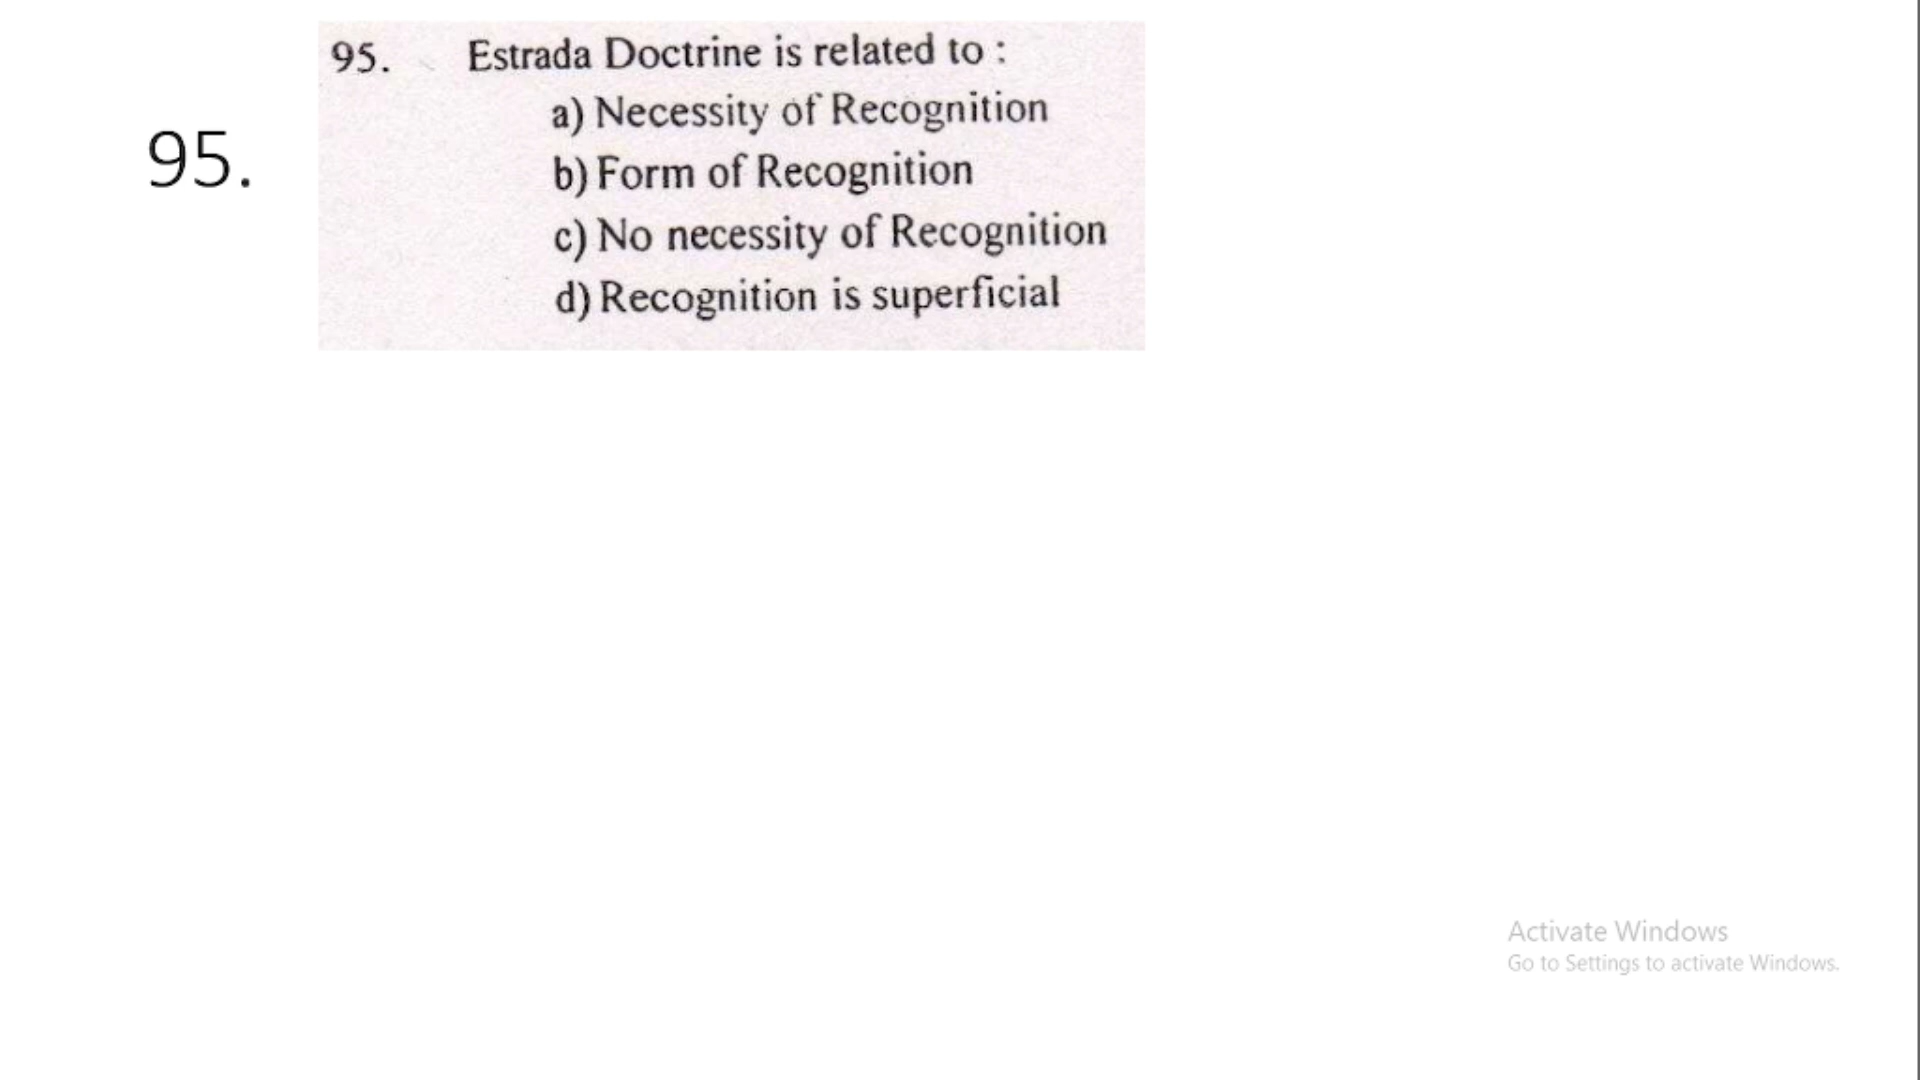 95. Estrada Doctrine is related to :
a) Necessity of Recognition
95.
b) Form of Recognition
c) No necessity of Recognition
d) Recognition is superficial
Activate Windows
Go to Settings to activate Windows.